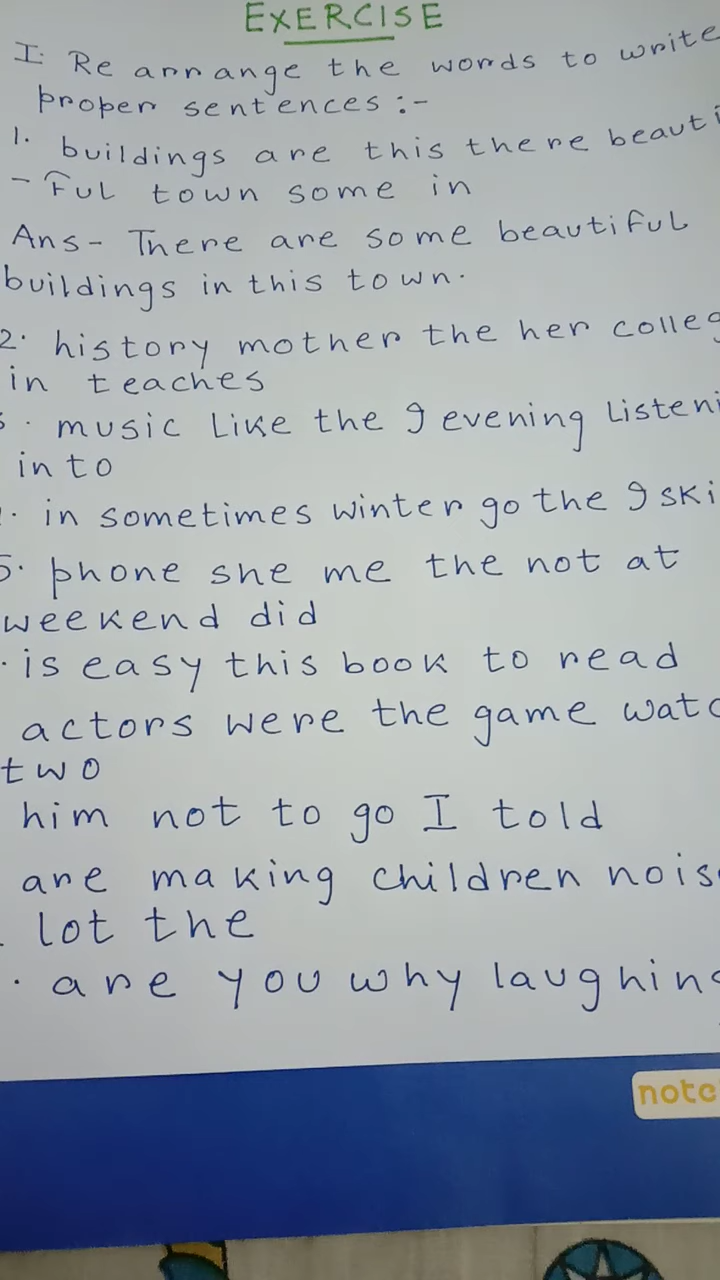 EXERCISE
I. Re arrange the words to write
proper sentences :-
1. buildings are this there beauti
- ful town some in
Ans- There are some beautiful
buildings in this town.
2. history mother the her colleg
in teaches
. music like the I evening listeni
in to
. in sometimes winter go the I ski
5. phone she me the not at
weekend did
. is easy this book to read
actors were the game watc
two
him not to go I told
are making children nois
. lot the
. are you why laughing
note